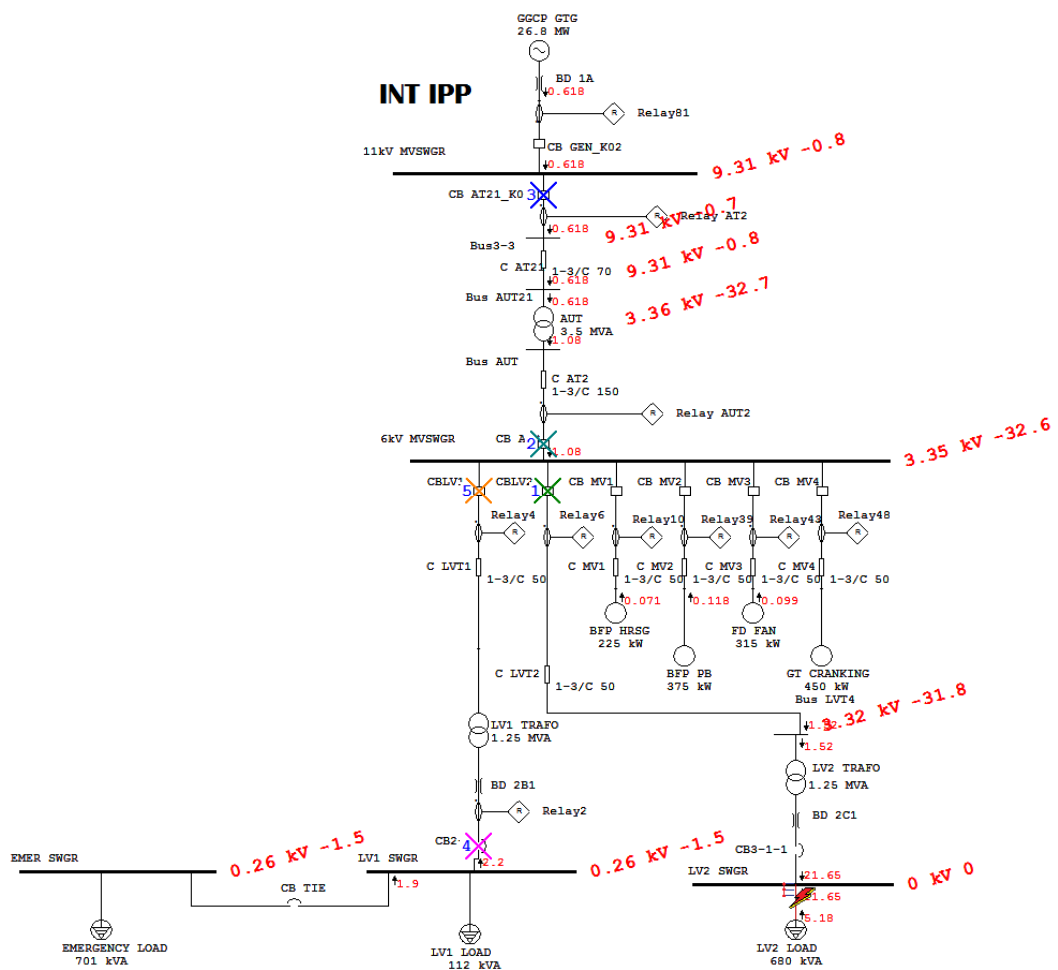 GGCP GTG
26.8 MW
INT IPP
BD 1A
0.618
Relay81
CB GEN_K02
11kV MVSWGR
0.618
9.31 kV -0.8
CB AT21_K0
3
Relay AT2
0.618
9.31 kV -0.7
Bus3-3
C AT21
1-3/C 70
9.31 kV -0.8
0.618
Bus AUT21
0.618
AUT
3.5 MVA
3.36 kV -32.7
1.08
Bus AUT
C AT2
1-3/C 150
Relay AUT2
6kV MVSWGR
CB A
2
1.08
3.35 kV -32.6
CBLV1
CBLV2
CB MV1
CB MV2
CB MV3
CB MV4
5
1
Relay4
Relay6
Relay10
Relay39
Relay43
Relay48
C LVT1
1-3/C 50
C MV1
1-3/C 50
C MV2
1-3/C 50
C MV3
1-3/C 50
C MV4
1-3/C 50
0.071
0.118
0.099
BFP HRSG
225 kW
FD FAN
315 kW
C LVT2
1-3/C 50
BFP PB
375 kW
GT CRANKING
450 kW
Bus LVT4
3.32 kV -31.8
1.52
LV1 TRAFO
1.25 MVA
LV2 TRAFO
1.25 MVA
BD 2B1
Relay2
BD 2C1
CB2
4
CB3-1-1
EMER SWGR
0.26 kV -1.5
LV1 SWGR
2.2
0.26 kV -1.5
LV2 SWGR
21.65
0 kV 0
1.9
CB TIE
5.18
EMERGENCY LOAD
701 kVA
LV1 LOAD
112 kVA
LV2 LOAD
680 kVA